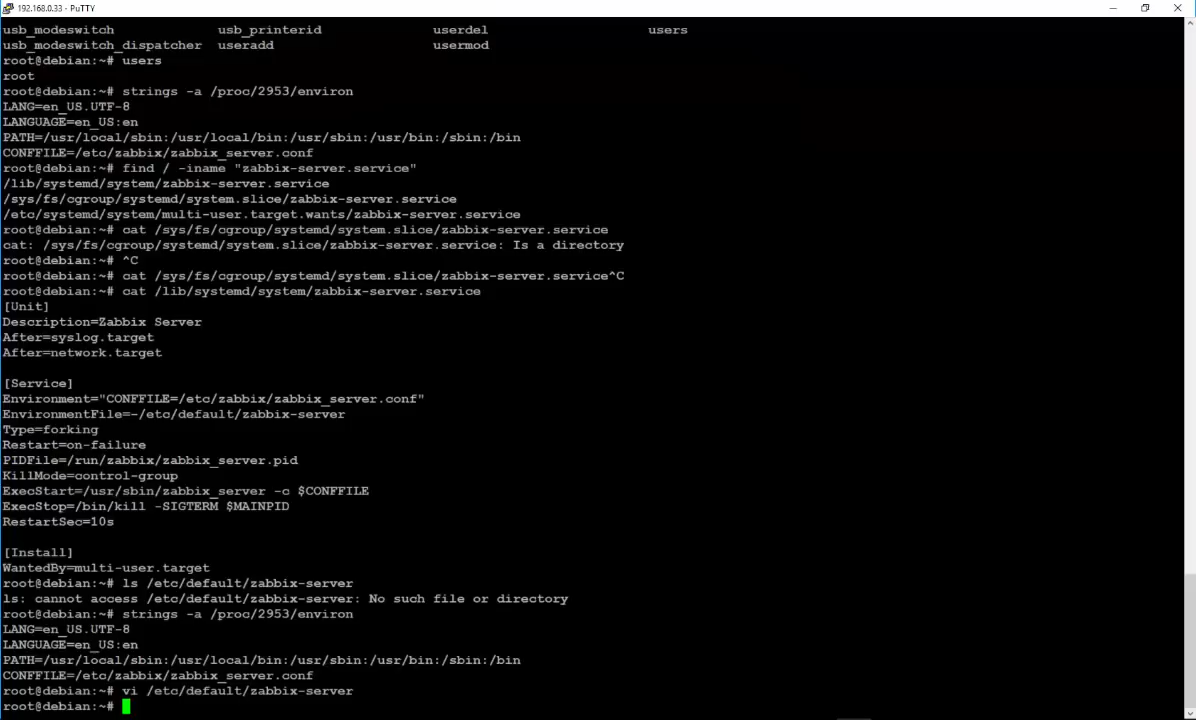 192.168.0.33 - PuTTY
usb_modeswitch usb_printerid userdel users
usb_modeswitch_dispatcher useradd usermod
root@debian:~# users
root
root@debian:~# strings -a /proc/2953/environ
LANG=en_US.UTF-8
LANGUAGE=en_US:en
PATH=/usr/local/sbin:/usr/local/bin:/usr/sbin:/usr/bin:/sbin:/bin
CONFFILE=/etc/zabbix/zabbix_server.conf
root@debian:~# find / -iname "zabbix-server.service"
/lib/systemd/system/zabbix-server.service
/sys/fs/cgroup/systemd/system.slice/zabbix-server.service
/etc/systemd/system/multi-user.target.wants/zabbix-server.service
root@debian:~# cat /sys/fs/cgroup/systemd/system.slice/zabbix-server.service
cat: /sys/fs/cgroup/systemd/system.slice/zabbix-server.service: Is a directory
root@debian:~# ^C
root@debian:~# cat /sys/fs/cgroup/systemd/system.slice/zabbix-server.service^C
root@debian:~# cat /lib/systemd/system/zabbix-server.service
[Unit]
Description=Zabbix Server
After=syslog.target
After=network.target
[Service]
Environment="CONFFILE=/etc/zabbix/zabbix_server.conf"
EnvironmentFile=-/etc/default/zabbix-server
Type=forking
Restart=on-failure
PIDFile=/run/zabbix/zabbix_server.pid
KillMode=control-group
ExecStart=/usr/sbin/zabbix_server -c $CONFFILE
ExecStop=/bin/kill -SIGTERM $MAINPID
RestartSec=10s
[Install]
WantedBy=multi-user.target
root@debian:~# ls /etc/default/zabbix-server
ls: cannot access /etc/default/zabbix-server: No such file or directory
root@debian:~# strings -a /proc/2953/environ
LANG=en_US.UTF-8
LANGUAGE=en_US:en
PATH=/usr/local/sbin:/usr/local/bin:/usr/sbin:/usr/bin:/sbin:/bin
CONFFILE=/etc/zabbix/zabbix_server.conf
root@debian:~# vi /etc/default/zabbix-server
root@debian:~#